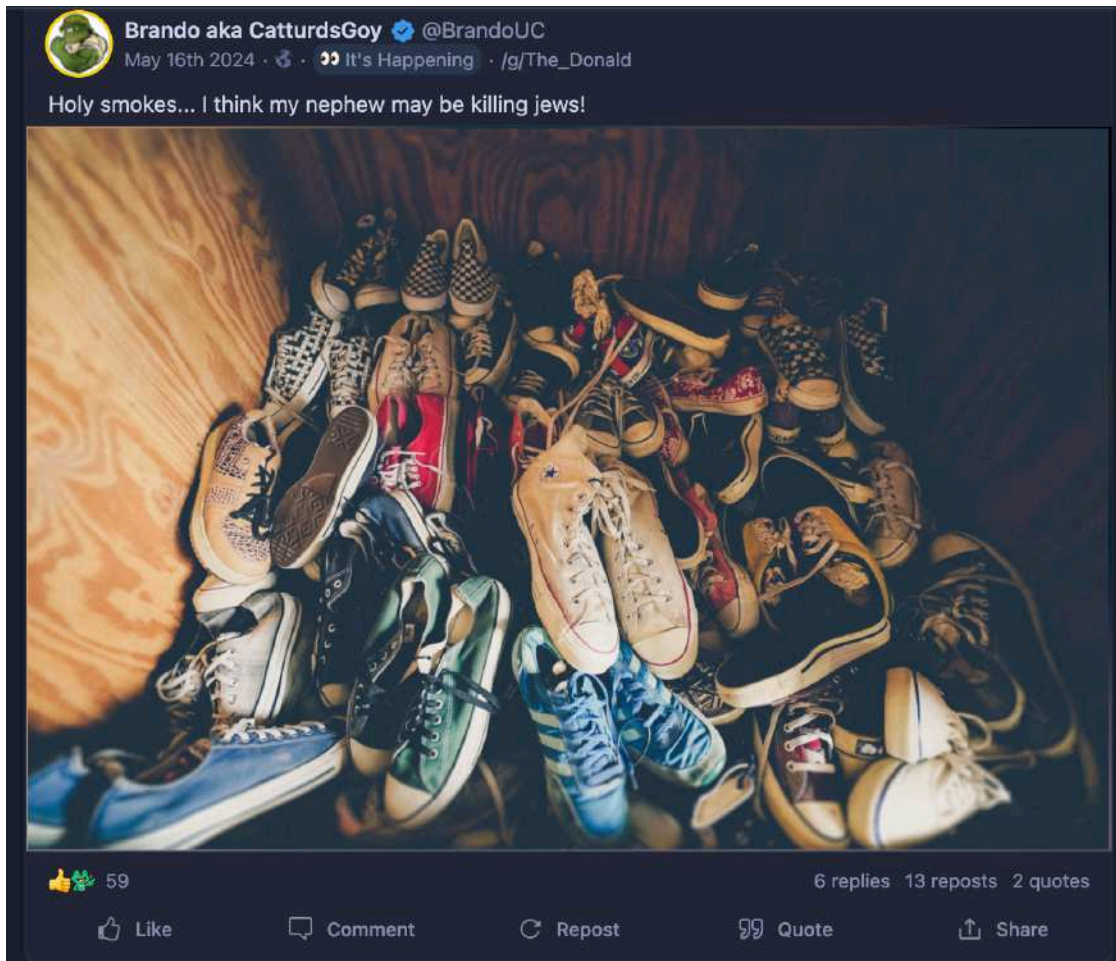 Brando aka CatturdsGoy @BrandoUC
May 16th 2024 · · It's Happening · /g/The_Donald
Holy smokes... I think my nephew may be killing jews!
59 6 replies 13 reposts 2 quotes
Like Comment Repost Quote Share